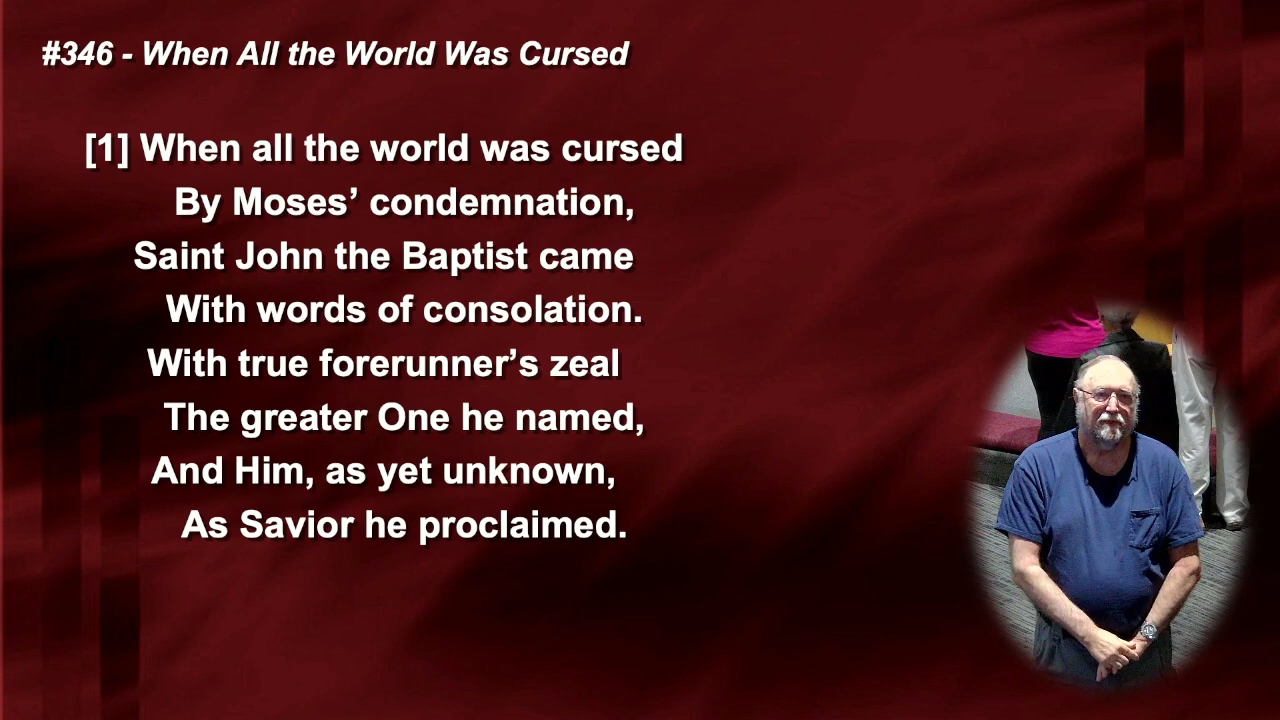 #346 - When All the World Was Cursed
[1] When all the world was cursed
By Moses’ condemnation,
Saint John the Baptist came
With words of consolation.
With true forerunner’s zeal
The greater One he named,
And Him, as yet unknown,
As Savior he proclaimed.